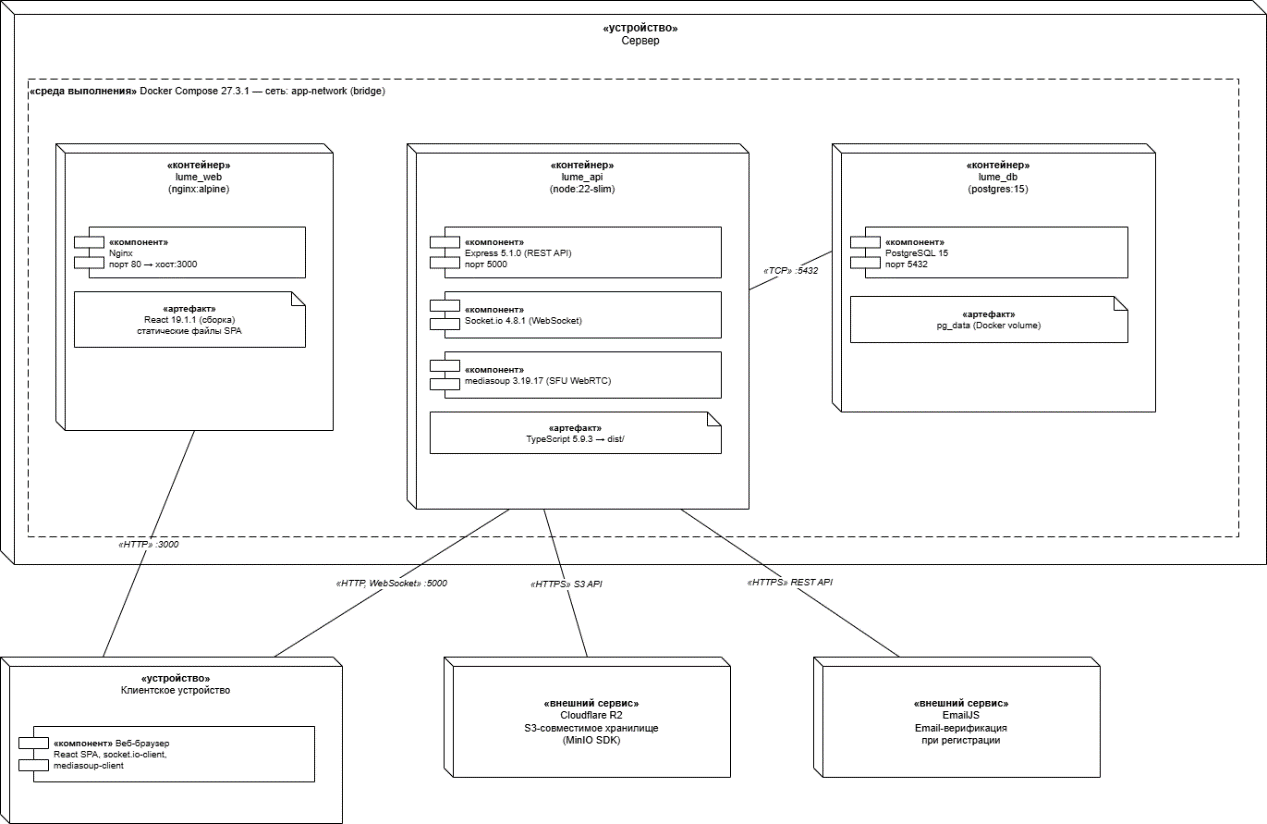 «устройство»
Сервер
«среда выполнения» Docker Compose 27.3.1 — сеть: app-network (bridge)
«контейнер»
lume_web
(nginx:alpine)
«компонент»
Nginx
порт 80 → хост:3000
«артефакт»
React 19.1.1 (сборка)
статические файлы SPA
«контейнер»
lume_api
(node:22-slim)
«компонент»
Express 5.1.0 (REST API)
порт 5000
«компонент»
Socket.io 4.8.1 (WebSocket)
«компонент»
mediasoup 3.19.17 (SFU WebRTC)
«артефакт»
TypeScript 5.9.3 → dist/
«TCP» :5432
«контейнер»
lume_db
(postgres:15)
«компонент»
PostgreSQL 15
порт 5432
«артефакт»
pg_data (Docker volume)
«HTTP» :3000
«HTTP, WebSocket» :5000
«HTTPS» S3 API
«HTTPS» REST API
«устройство»
Клиентское устройство
«компонент» Веб-браузер
React SPA, socket.io-client,
mediasoup-client
«внешний сервис»
Cloudflare R2
S3-совместимое хранилище
(MinIO SDK)
«внешний сервис»
EmailJS
Email-верификация
при регистрации